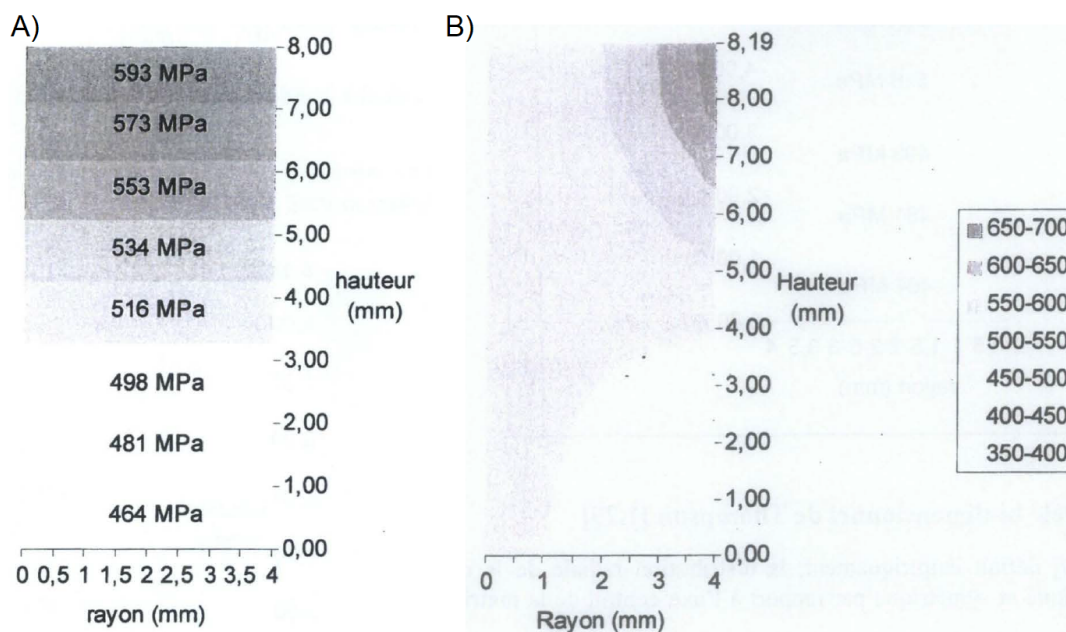 A)
8,00
593 MPa
7,00
573 MPa
6,00
553 MPa
5,00
534 MPa
hauteur
(mm)
4,00
516 MPa
3,00
498 MPa
2,00
481 MPa
1,00
464 MPa
0,00
0 0,5 1 1,5 2 2,5 3 3,5 4
rayon (mm)
B)
8,19
8,00
7,00
6,00
5,00
Hauteur
(mm)
4,00
3,00
2,00
1,00
0,00
0 1 2 3 4
Rayon (mm)
650-700
600-650
550-600
500-550
450-500
400-450
350-400